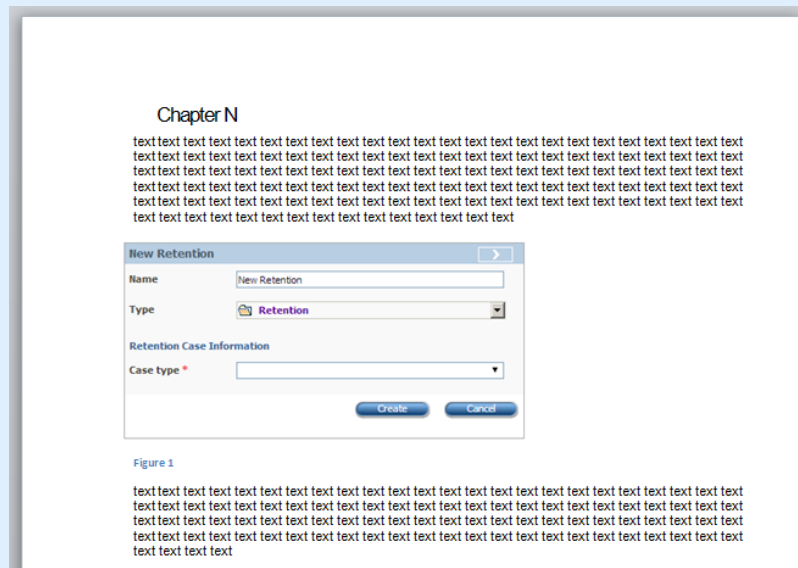 Chapter N
text text text text text text text text text text text text text text text text text text text text text text text text
text text text text text text text text text text text text text text text text text text text text text text text text
text text text text text text text text text text text text text text text text text text text text text text text text
text text text text text text text text text text text text text text text text text text text text text text text text
text text text text text text text text text text text text text text text text text text text text text text text text
text text text text text text text text text text text text text text text
New Retention
Name New Retention
Type Retention
Retention Case Information
Case type *
Create Cancel
Figure 1
text text text text text text text text text text text text text text text text text text text text text text text text
text text text text text text text text text text text text text text text text text text text text text text text text
text text text text text text text text text text text text text text text text text text text text text text text text
text text text text text text text text text text text text text text text text text text text text text text text text
text text text text